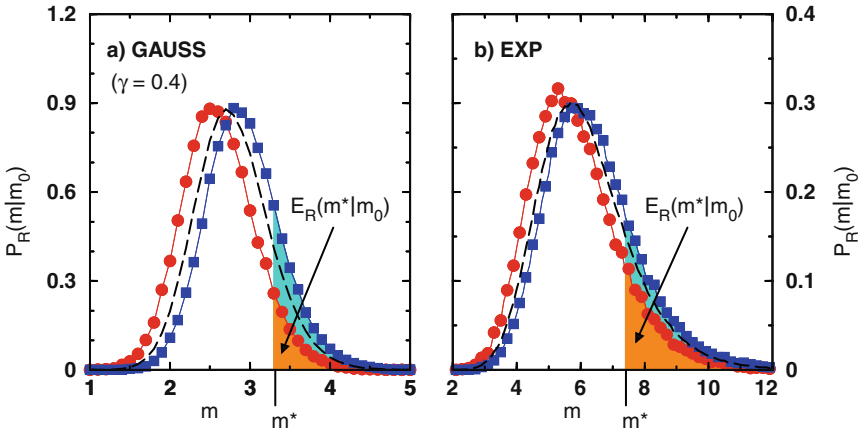 1.2
0.9
0.6
0.3
0
P_R(m|m_0)
a) GAUSS
(γ = 0.4)
E_R(m*|m_0)
1 2 3 4 5
m
m*
b) EXP
E_R(m*|m_0)
2 4 6 8 10 12
m
m*
0.4
0.3
0.2
0.1
0
P_R(m|m_0)